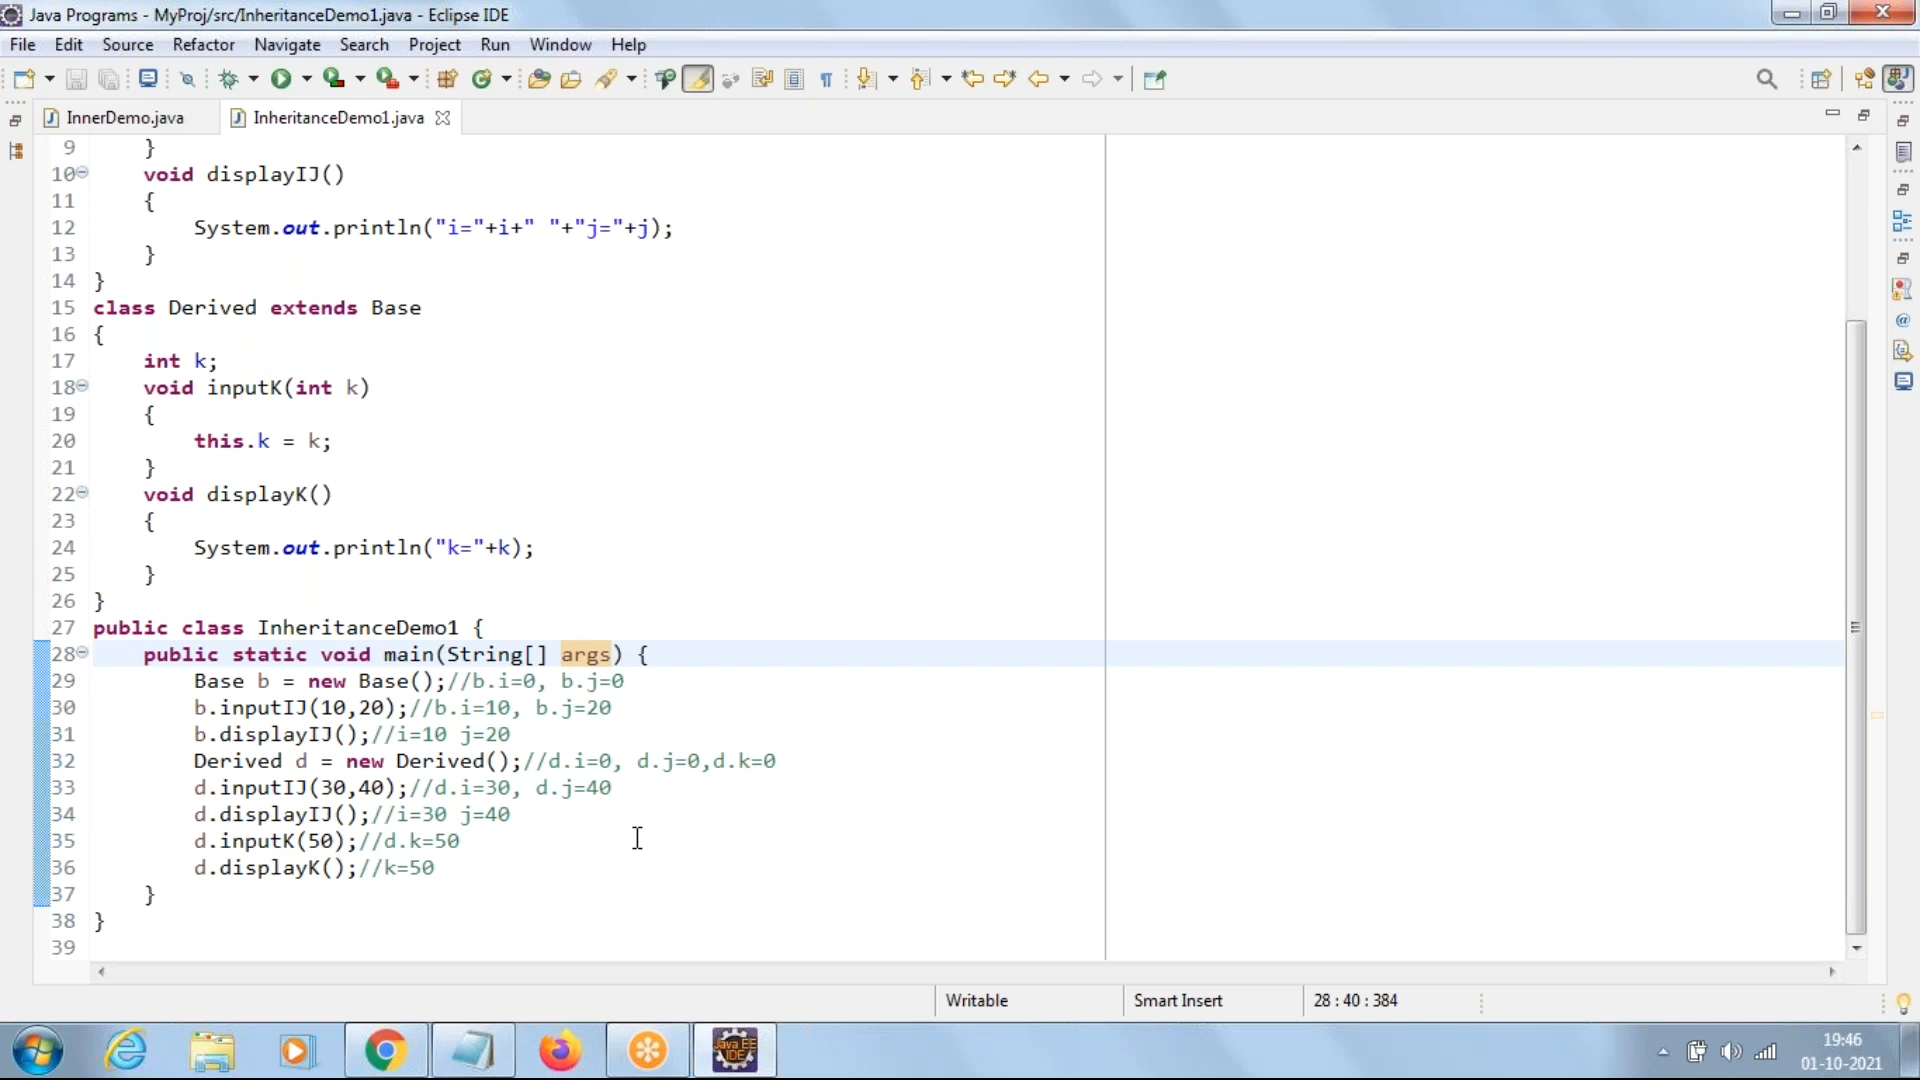 Java Programs - MyProj/src/InheritanceDemo1.java - Eclipse IDE
File Edit Source Refactor Navigate Search Project Run Window Help
InnerDemo.java InheritanceDemo1.java
9 }
10 void displayIJ()
11 {
12 System.out.println("i="+i+" "+"j="+j);
13 }
14 }
15 class Derived extends Base
16 {
17 int k;
18 void inputK(int k)
19 {
20 this.k = k;
21 }
22 void displayK()
23 {
24 System.out.println("k="+k);
25 }
26 }
27 public class InheritanceDemo1 {
28 public static void main(String[] args) {
29 Base b = new Base();//b.i=0, b.j=0
30 b.inputIJ(10,20);//b.i=10, b.j=20
31 b.displayIJ();//i=10 j=20
32 Derived d = new Derived();//d.i=0, d.j=0,d.k=0
33 d.inputIJ(30,40);//d.i=30, d.j=40
34 d.displayIJ();//i=30 j=40
35 d.inputK(50);//d.k=50
36 d.displayK();//k=50
37 }
38 }
39
Writable Smart Insert 28 : 40 : 384
Java EE
IDE
19:46
01-10-2021